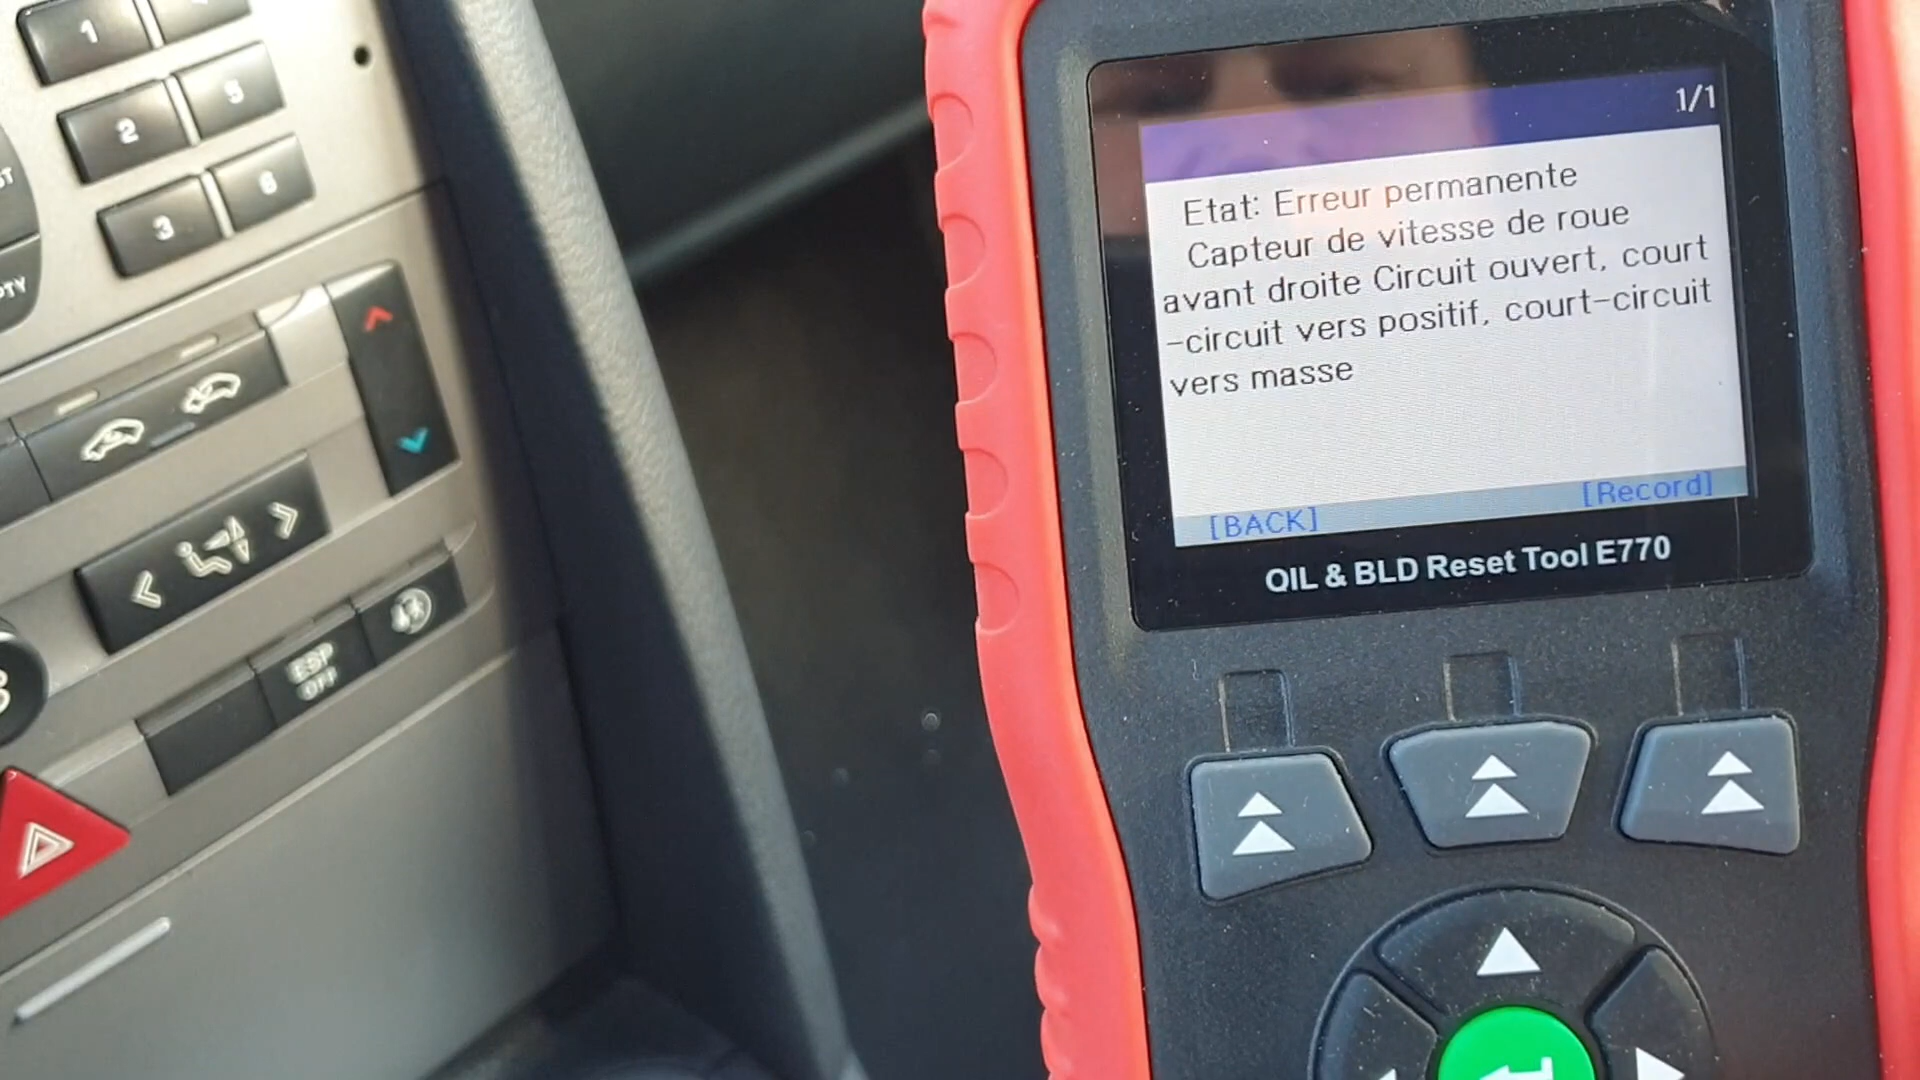 1
2
5
3
6
ESP
OFF
1/1
Etat: Erreur permanente
Capteur de vitesse de roue
avant droite Circuit ouvert, court
-circuit vers positif, court-circuit
vers masse
[BACK] [Record]
OIL & BLD Reset Tool E770